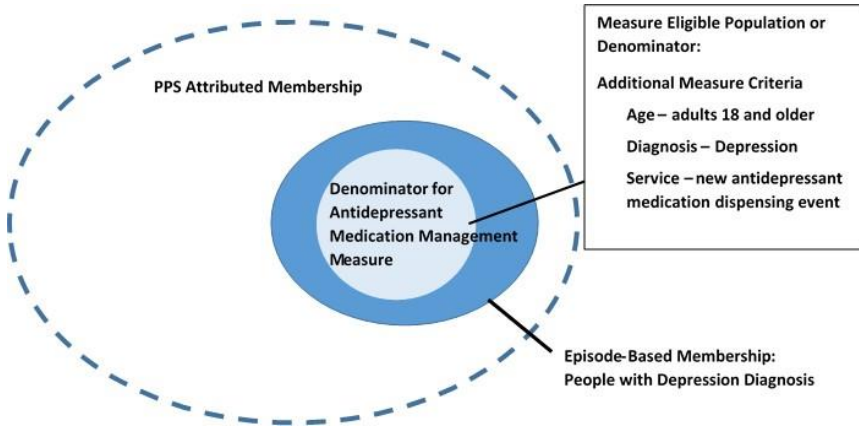 PPS Attributed Membership
Denominator for
Antidepressant
Medication Management
Measure
Measure Eligible Population or
Denominator:
Additional Measure Criteria
Age – adults 18 and older
Diagnosis – Depression
Service – new antidepressant
medication dispensing event
Episode-Based Membership:
People with Depression Diagnosis